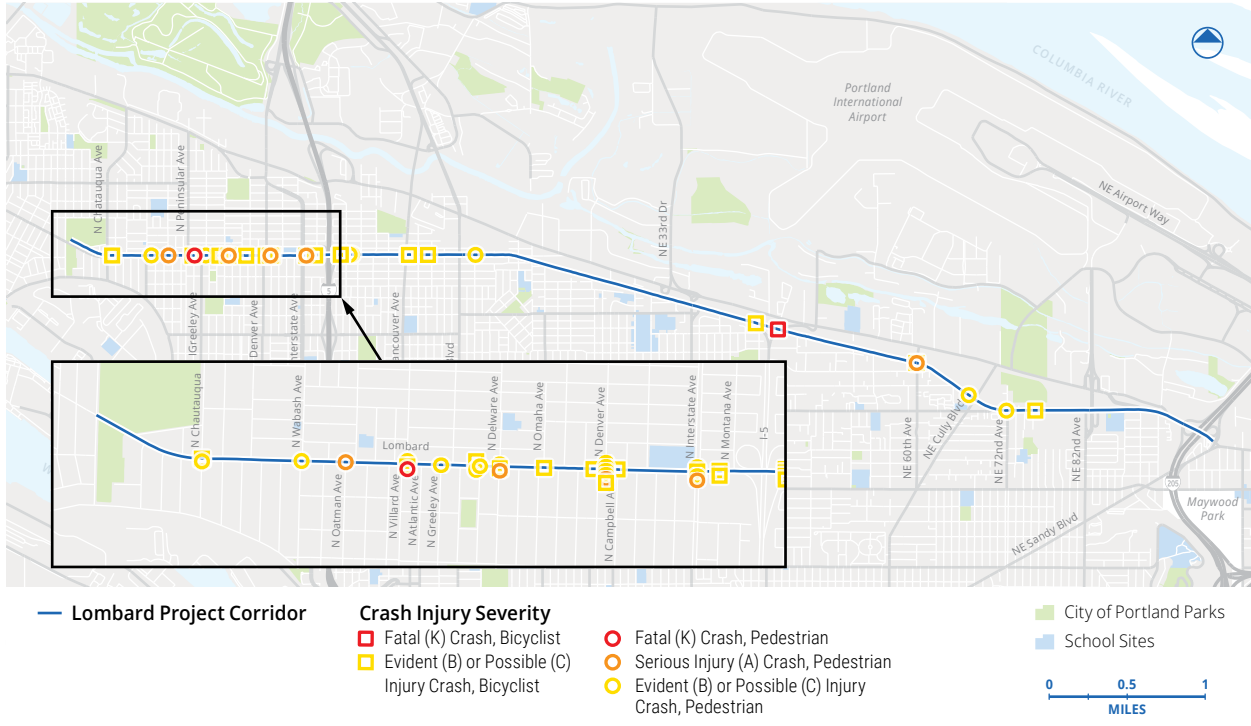 COLUMBIA RIVER
Portland
International
Airport
NE Airport Way
N Chatauqua Ave
N Peninsular Ave
NE 33rd Dr
5
Greeley Ave
Denver Ave
nterstate Ave
ancouver Ave
lvd
N Chautauqua
N Wabash Ave
Lombard
N Delware Ave
N Omaha Ave
N Denver Ave
N Interstate Ave
N Montana Ave
I-5
N Oatman Ave
N Villard Ave
N Atlantic Ave
N Greeley Ave
N Campbell A
NE 60th Ave
NE Cully Blvd
NE 72nd Ave
NE 82nd Ave
205
Maywood
Park
NE Sandy Blvd
Lombard Project Corridor
Crash Injury Severity
Fatal (K) Crash, Bicyclist
Evident (B) or Possible (C)
Injury Crash, Bicyclist
Fatal (K) Crash, Pedestrian
Serious Injury (A) Crash, Pedestrian
Evident (B) or Possible (C) Injury
Crash, Pedestrian
City of Portland Parks
School Sites
0 0.5 1
MILES